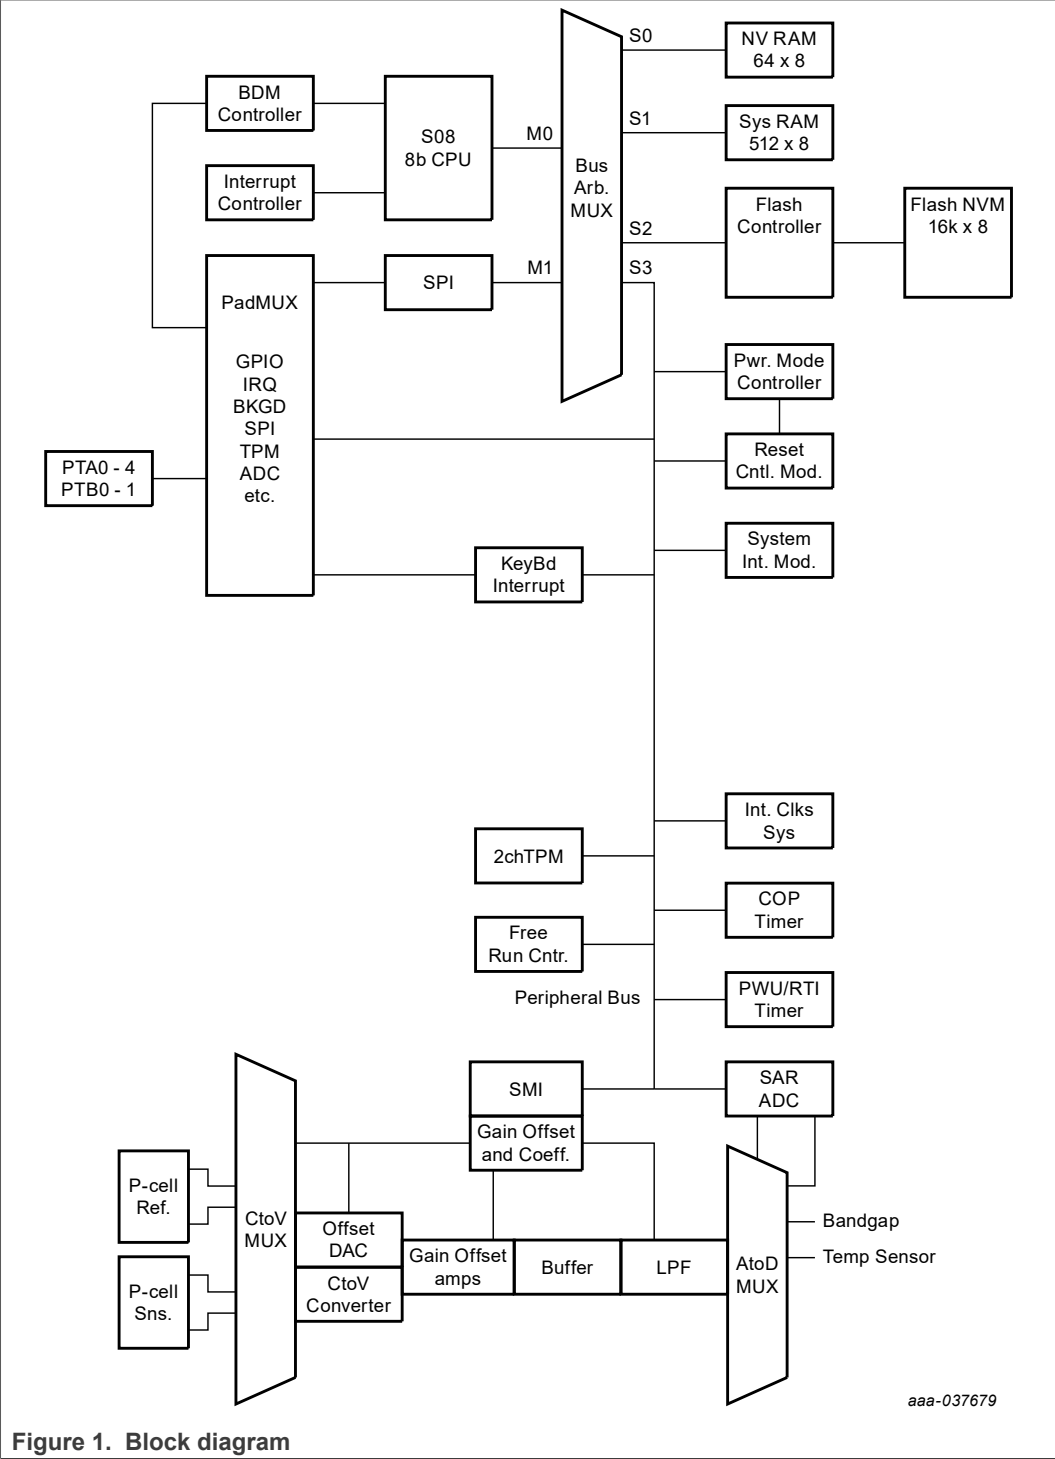 S0
NV RAM
64 x 8
BDM
Controller
S08
8b CPU
M0
S1
Sys RAM
512 x 8
Bus
Arb.
MUX
Interrupt
Controller
Flash
Controller
Flash NVM
16k x 8
S2
S3
M1
SPI
PadMUX
GPIO
IRQ
BKGD
SPI
TPM
ADC
etc.
Pwr. Mode
Controller
Reset
Cntl. Mod.
PTA0 - 4
PTB0 - 1
System
Int. Mod.
KeyBd
Interrupt
Int. Clks
Sys
2chTPM
COP
Timer
Free
Run Cntr.
Peripheral Bus
PWU/RTI
Timer
SMI
SAR
ADC
Gain Offset
and Coeff.
P-cell
Ref.
CtoV
MUX
Offset
DAC
Gain Offset
amps
Buffer
LPF
AtoD
MUX
Bandgap
Temp Sensor
P-cell
Sns.
CtoV
Converter
aaa-037679
Figure 1. Block diagram